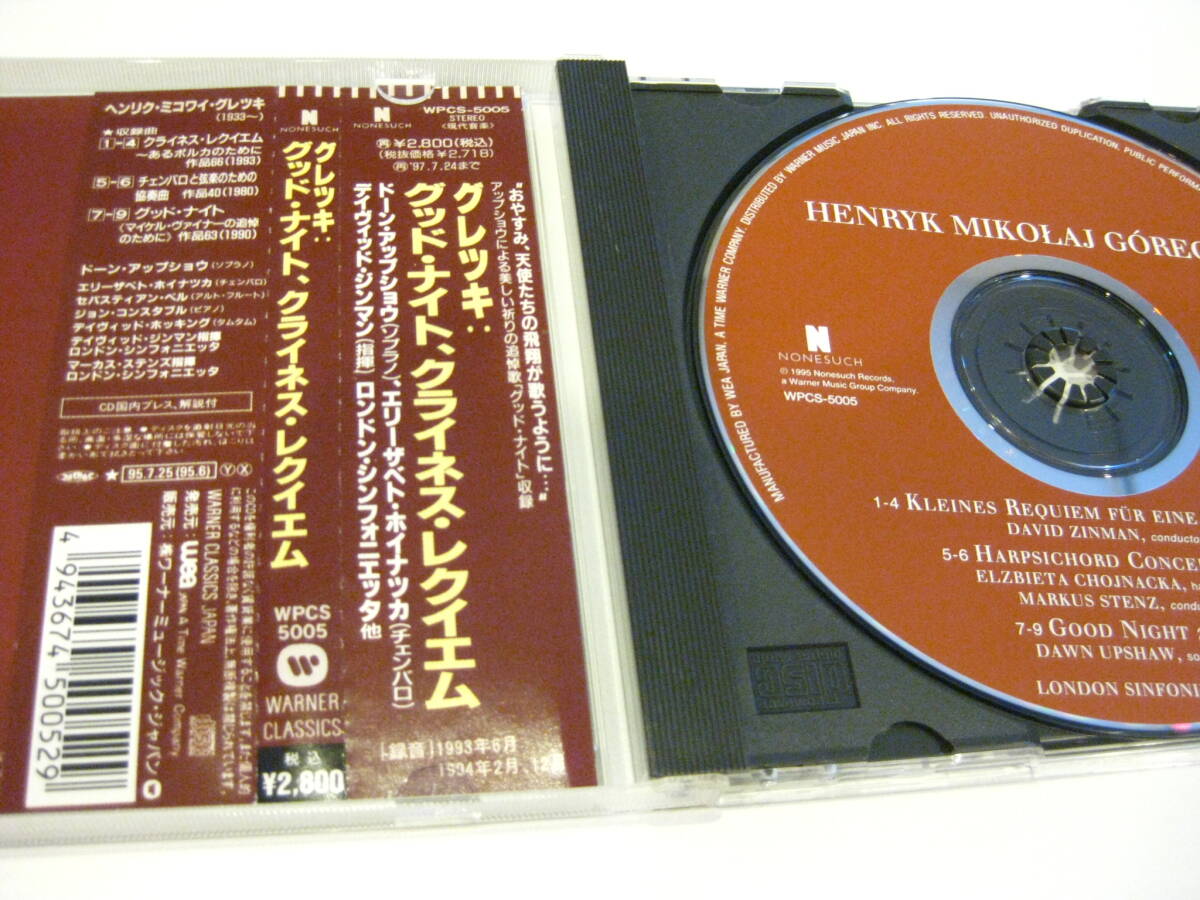 ヘンリク・ミコワイ・グレツキ
(1933〜)
★収録曲
1-4 クライネス・レクイエム
〜あるポルカのために
作品66(1993)
5-6 チェンバロと弦楽のための
協奏曲 作品40(1980)
7-9 グッド・ナイト
〈マイケル・ヴァイナーの追悼
のために〉作品63(1990)
ドーン・アップショウ(ソプラノ)
エリーザベト・ホイナツカ(チェンバロ)
セバスティアン・ベル(アルト・フルート)
ジョン・コンスタブル(ピアノ)
デイヴィッド・ホッキング(タムタム)
デイヴィッド・ジンマン指揮
ロンドン・シンフォニエッタ
マーカス・ステンズ指揮
ロンドン・シンフォニエッタ
CD国内プレス、解説付
★ 95.7.25 (95.6) Ⓨ Ⓧ
WARNER CLASSICS JAPAN
発売元:wea Japan A Time Warner Company
販売元:㈱ワーナーミュージック・ジャパン
4943674500529
N
NONESUCH
グレツキ:
グッド・ナイト、クライネス・レクイエム
WPCS
5005
WARNER
CLASSICS
税込
¥2,800
N
NONESUCH
WPCS-5005
STEREO
〈現代音楽〉
㊢¥2,800(税込)
(税抜価格¥2,718)
㊢'97.7.24まで
"おやすみ、天使たちの飛翔が歌うように…"
アップショウによる美しい祈りの追悼歌「グッド・ナイト」収録
グレツキ:
グッド・ナイト、クライネス・レクイエム
ドーン・アップショウ(ソプラノ)、エリーザベト・ホイナツカ(チェンバロ)
デイヴィッド・ジンマン(指揮) ロンドン・シンフォニエッタ他
録音 1993年6月
1994年2月、12月
MANUFACTURED BY WEA JAPAN. A TIME WARNER COMPANY. DISTRIBUTED BY WARNER MUSIC JAPAN INC. ALL RIGHTS RESERVED. UNAUTHORIZED DUPLICATION, PUBLIC PERFORM
HENRYK MIKOŁAJ GÓREC
N
NONESUCH
℗ 1995 Nonesuch Records,
a Warner Music Group Company.
WPCS-5005
1-4 KLEINES REQUIEM FÜR EINE
DAVID ZINMAN, conductor
5-6 HARPSICHORD CONCE
ELZBIETA CHOJNACKA, h
MARKUS STENZ, cond
7-9 GOOD NIGHT
DAWN UPSHAW, so
LONDON SINFONI